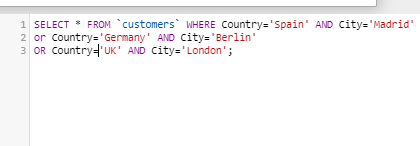 1 SELECT * FROM `customers` WHERE Country='Spain' AND City='Madrid'
2 or Country='Germany' AND City='Berlin'
3 OR Country='UK' AND City='London';